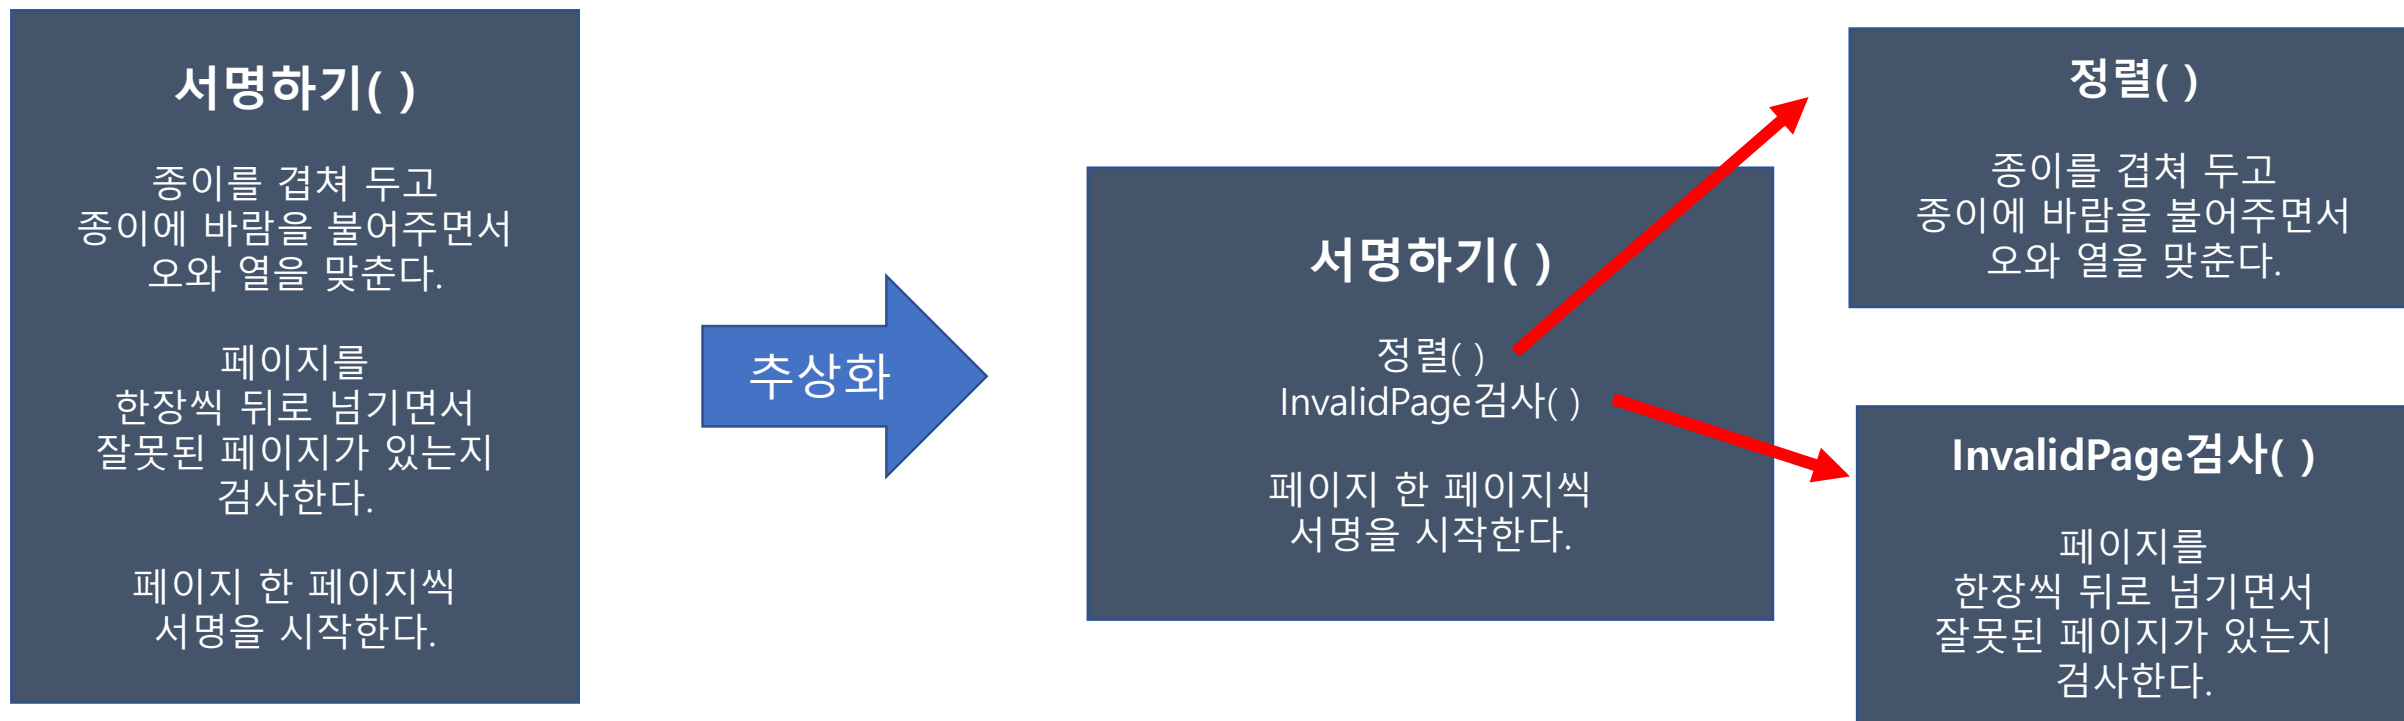 서명하기( )
종이를 겹쳐 두고
종이에 바람을 불어주면서
오와 열을 맞춘다.
페이지를
한장씩 뒤로 넘기면서
잘못된 페이지가 있는지
검사한다.
페이지 한 페이지씩
서명을 시작한다.
추상화
서명하기( )
정렬( )
InvalidPage검사( )
페이지 한 페이지씩
서명을 시작한다.
정렬( )
종이를 겹쳐 두고
종이에 바람을 불어주면서
오와 열을 맞춘다.
InvalidPage검사( )
페이지를
한장씩 뒤로 넘기면서
잘못된 페이지가 있는지
검사한다.